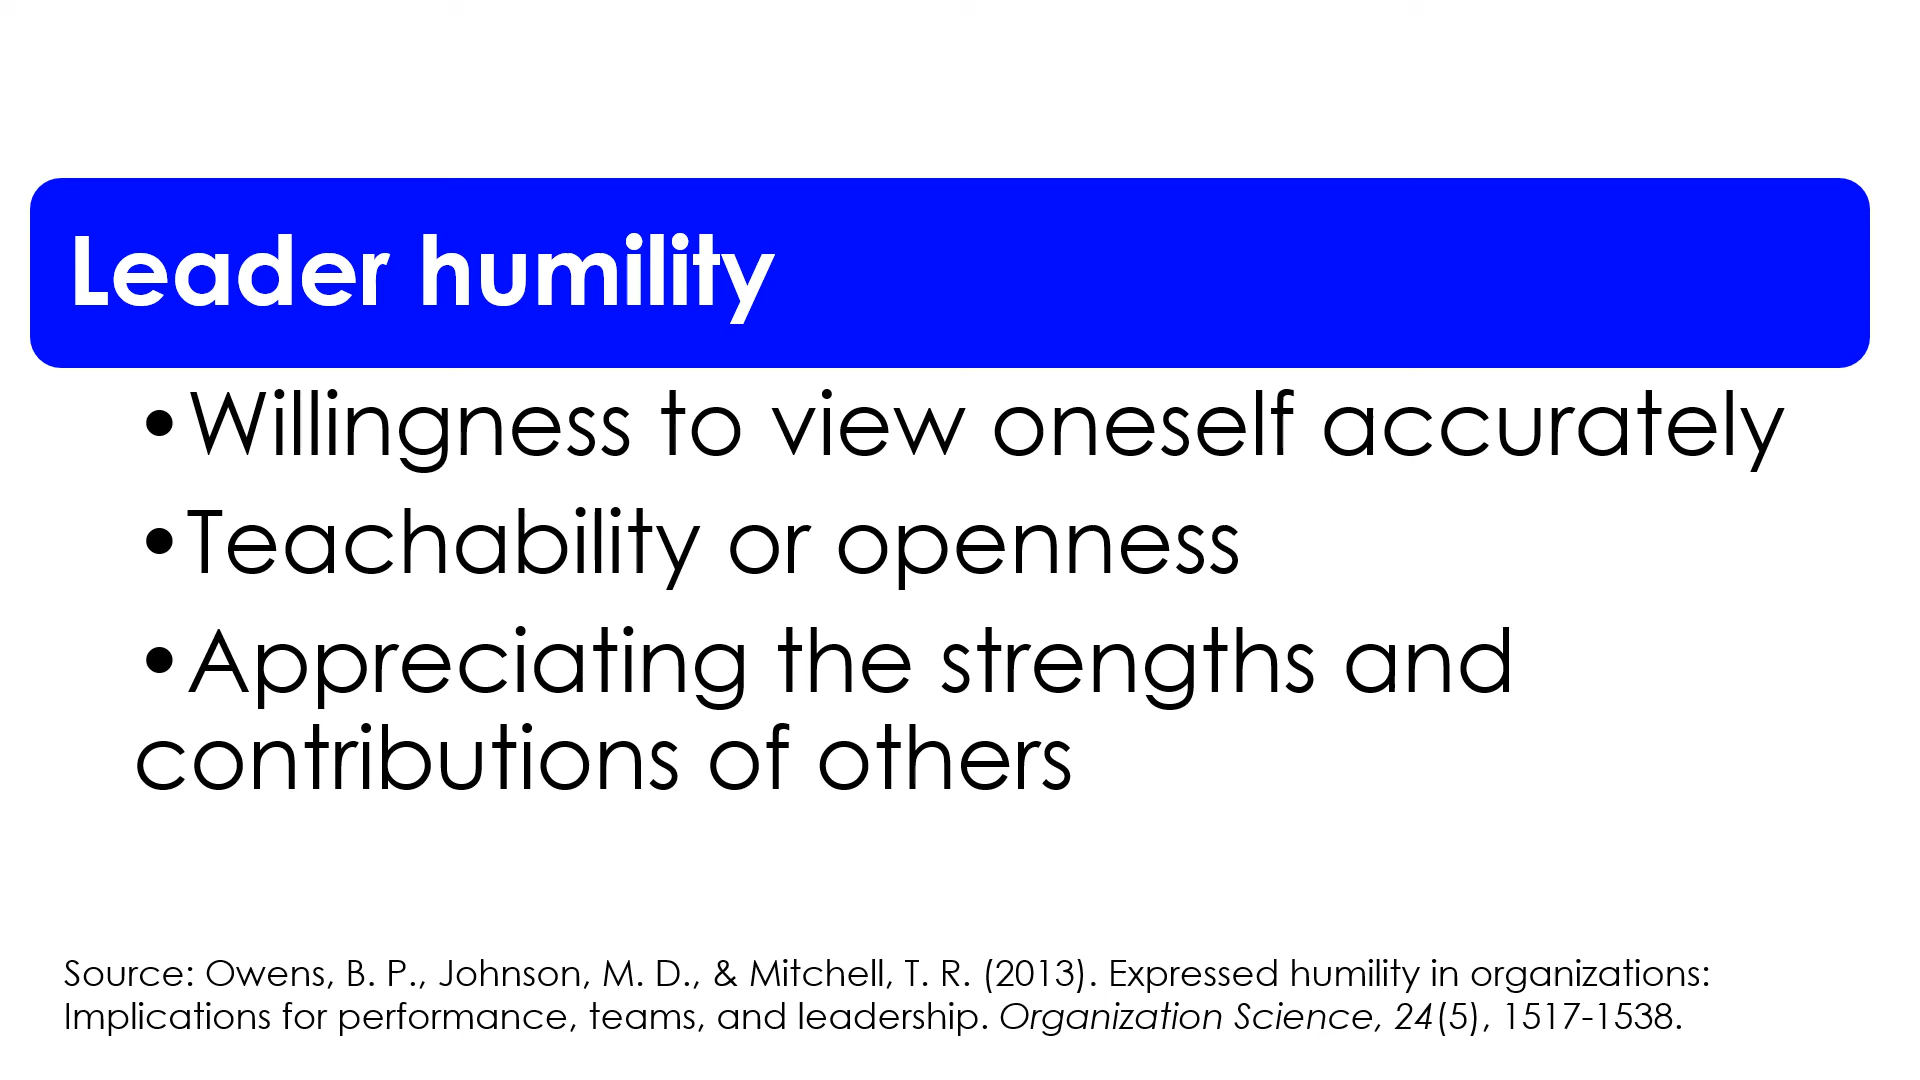 Leader humility
•Willingness to view oneself accurately
•Teachability or openness
•Appreciating the strengths and
contributions of others
Source: Owens, B. P., Johnson, M. D., & Mitchell, T. R. (2013). Expressed humility in organizations:
Implications for performance, teams, and leadership. Organization Science, 24(5), 1517-1538.